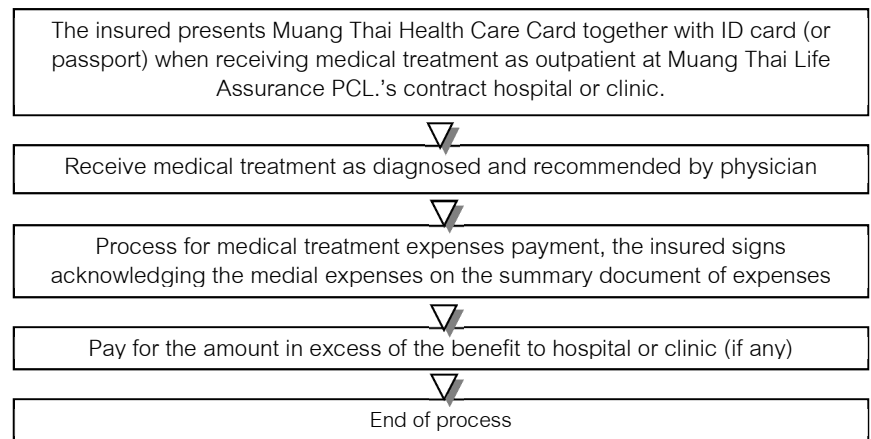 The insured presents Muang Thai Health Care Card together with ID card (or
passport) when receiving medical treatment as outpatient at Muang Thai Life
Assurance PCL.'s contract hospital or clinic.
Receive medical treatment as diagnosed and recommended by physician
Process for medical treatment expenses payment, the insured signs
acknowledging the medial expenses on the summary document of expenses
Pay for the amount in excess of the benefit to hospital or clinic (if any)
End of process